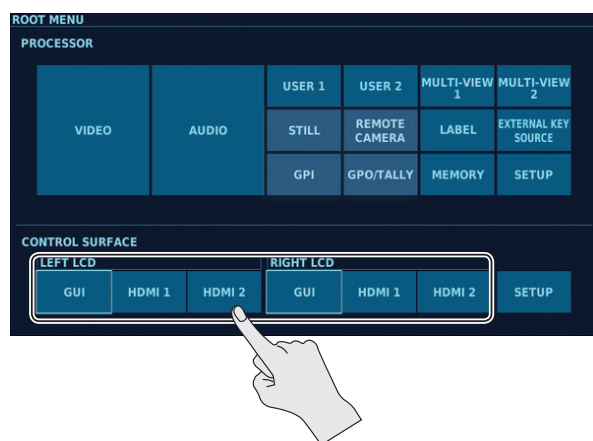 ROOT MENU
PROCESSOR
VIDEO
AUDIO
USER 1
USER 2
MULTI-VIEW
1
MULTI-VIEW
2
STILL
REMOTE
CAMERA
LABEL
EXTERNAL KEY
SOURCE
GPI
GPO/TALLY
MEMORY
SETUP
CONTROL SURFACE
LEFT LCD
RIGHT LCD
GUI
HDMI 1
HDMI 2
GUI
HDMI 1
HDMI 2
SETUP